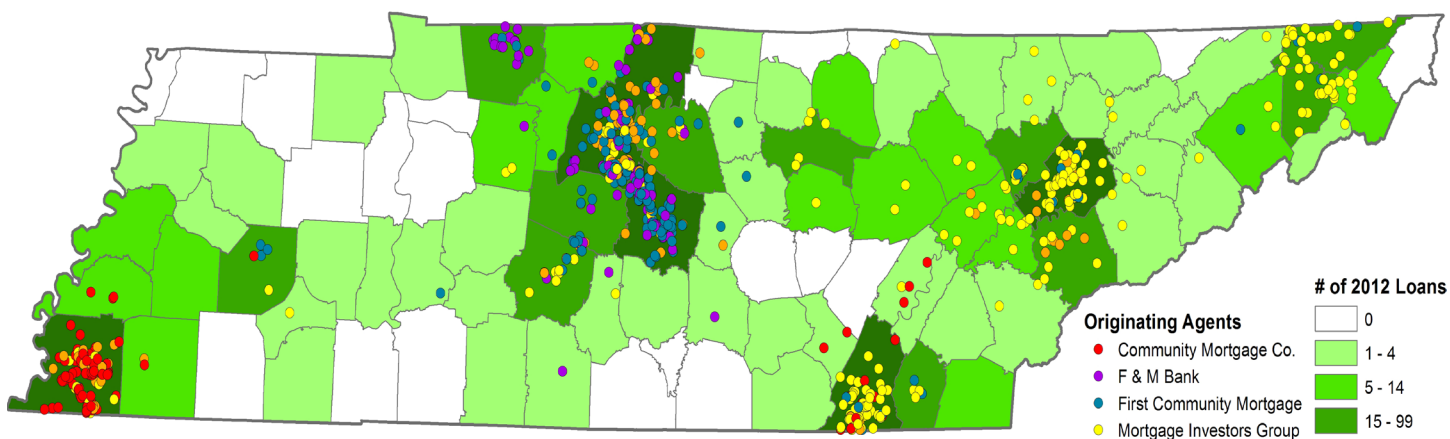 Originating Agents
Community Mortgage Co.
F & M Bank
First Community Mortgage
Mortgage Investors Group
# of 2012 Loans
0
1 - 4
5 - 14
15 - 99